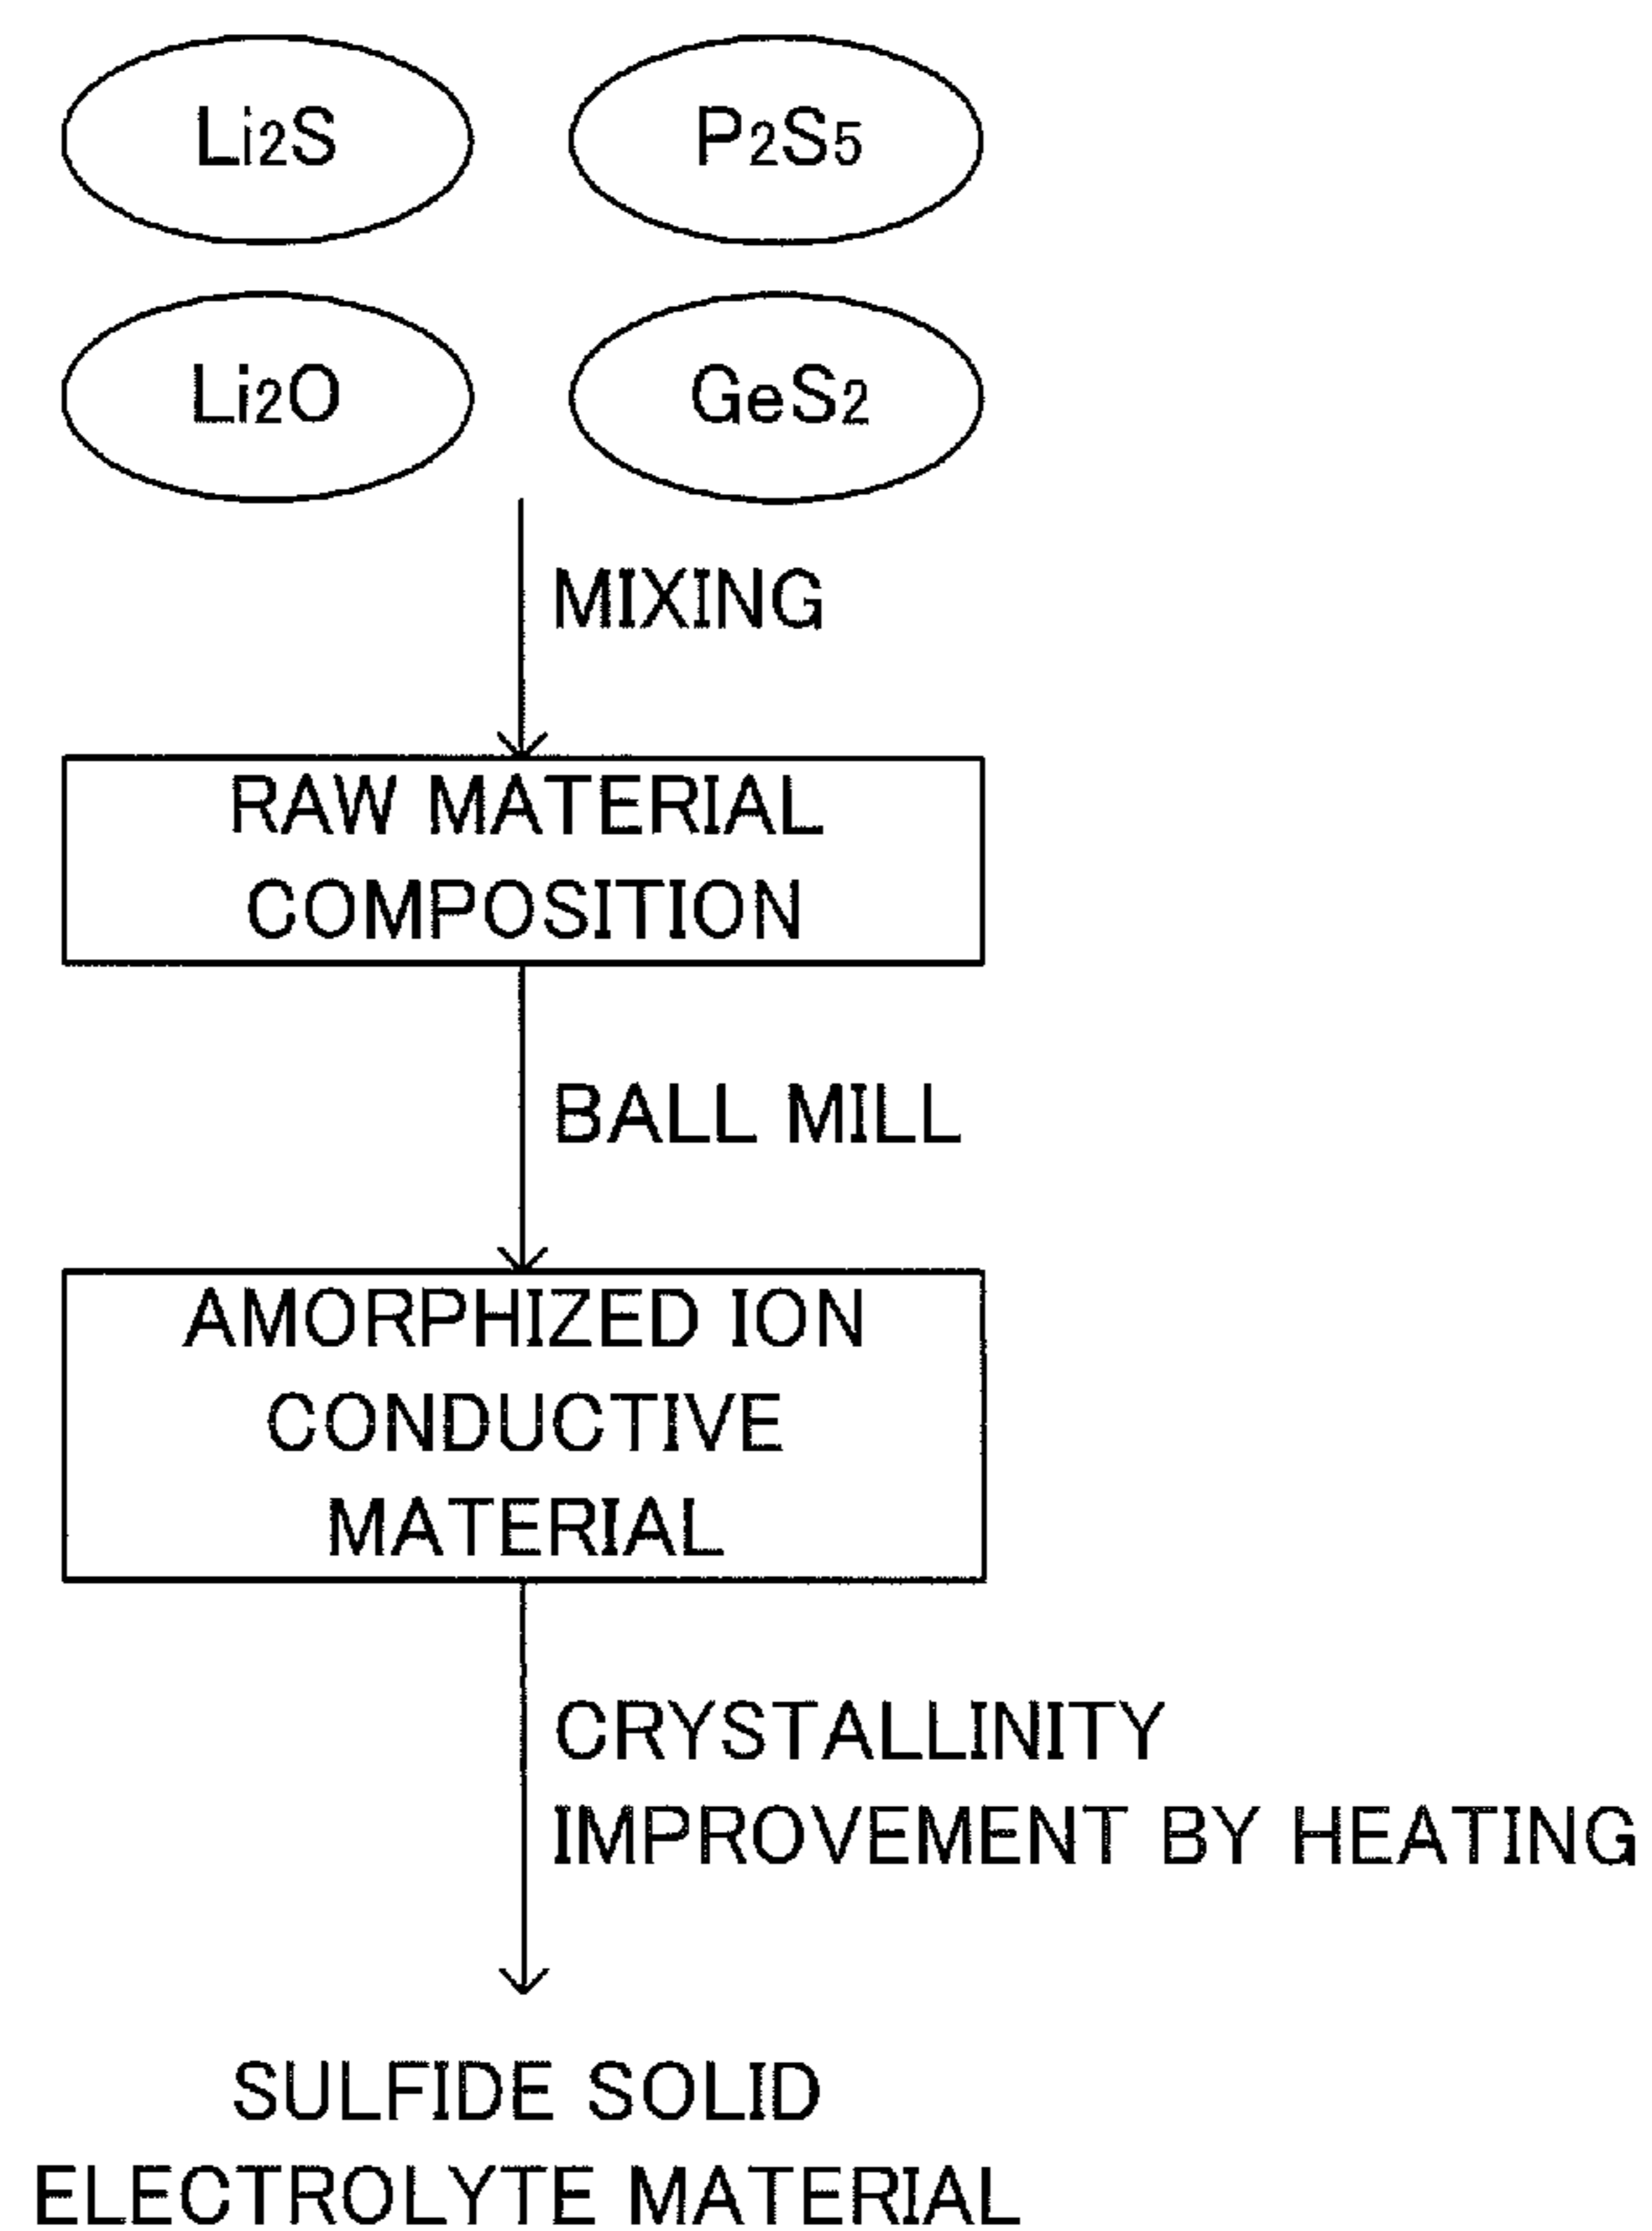 Li2S P2S5
Li2O GeS2
MIXING
RAW MATERIAL
COMPOSITION
BALL MILL
AMORPHIZED ION
CONDUCTIVE
MATERIAL
CRYSTALLINITY
IMPROVEMENT BY HEATING
SULFIDE SOLID
ELECTROLYTE MATERIAL